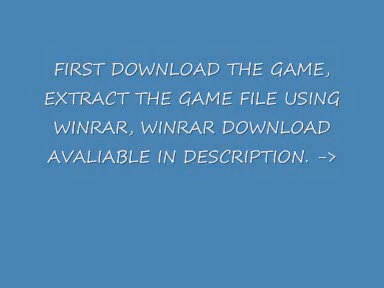 FIRST DOWNLOAD THE GAME,
EXTRACT THE GAME FILE USING
WINRAR, WINRAR DOWNLOAD
AVALIABLE IN DESCRIPTION. ->